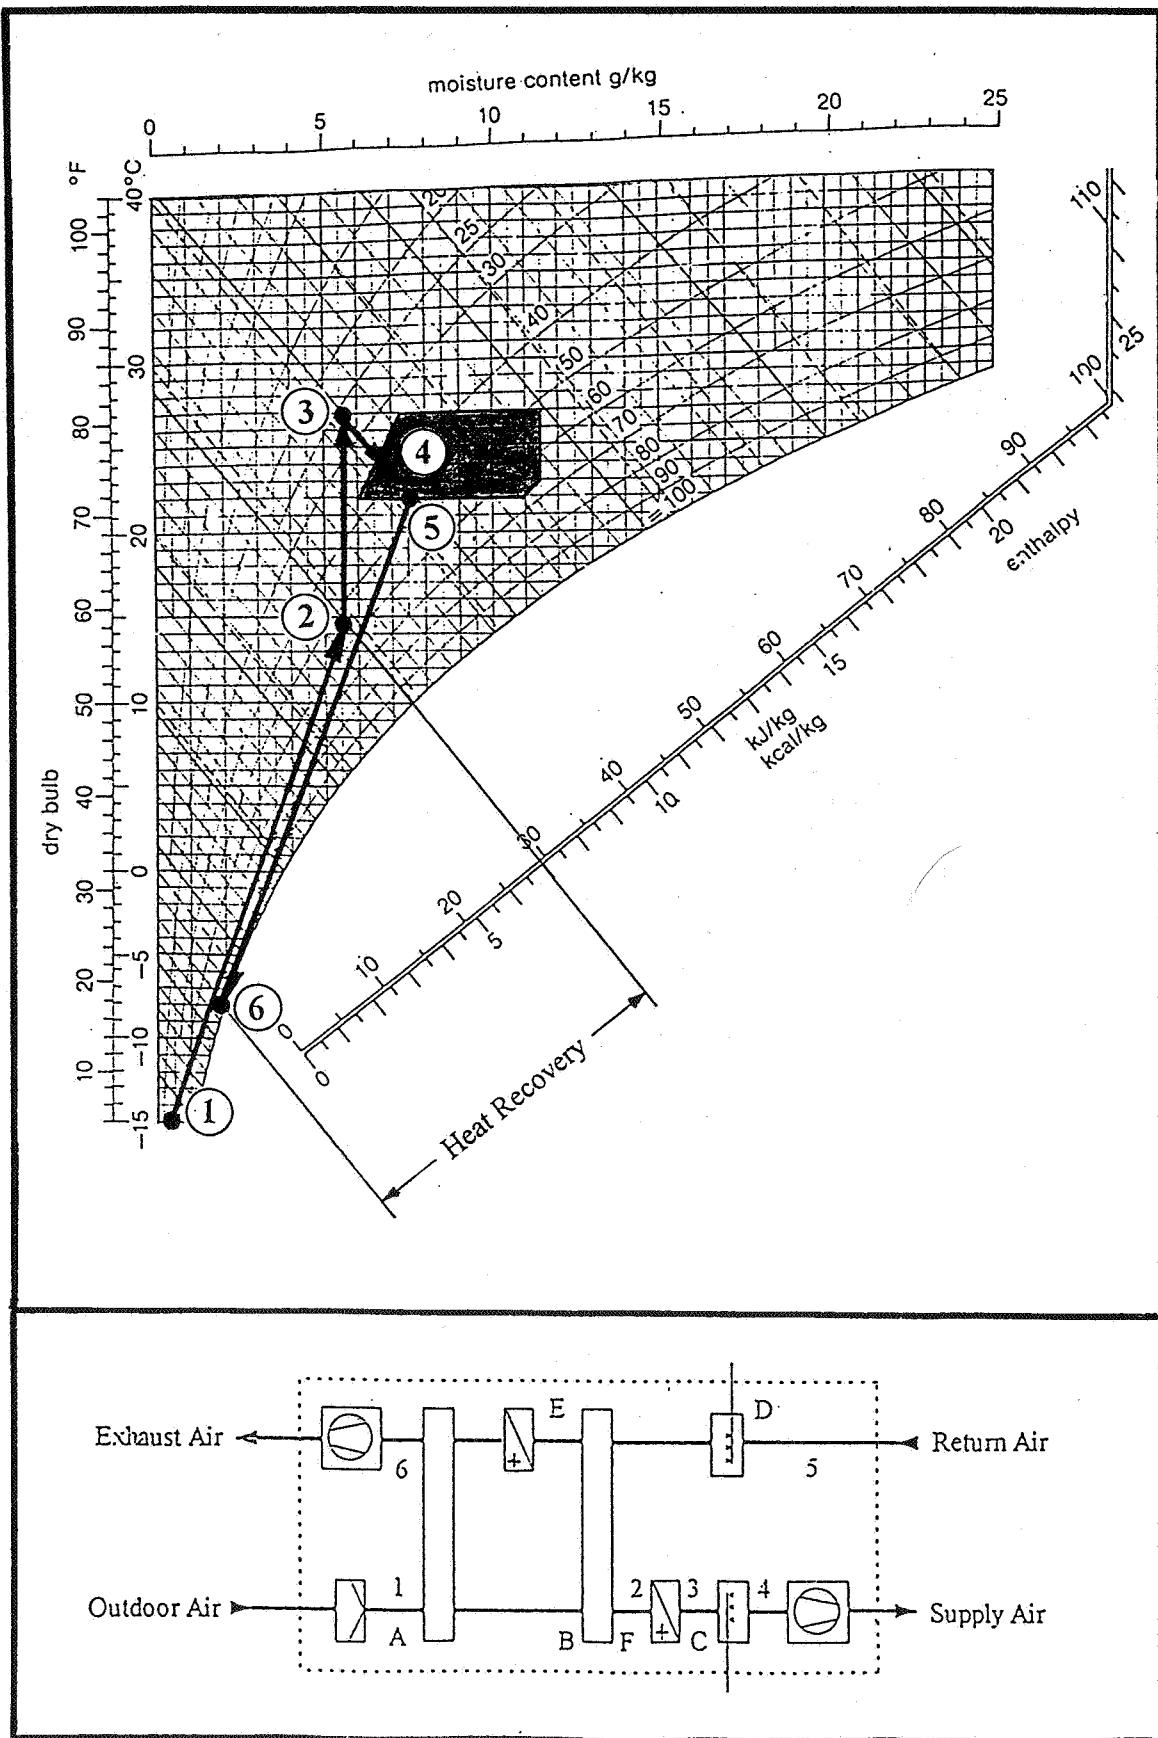 moisture content g/kg
0 5 10 15 20 25
°F 40°C
100 90 80 70 60 50 40 30 20 10
30 20 10 0 −5 −10 −15
dry bulb
20 25 30 40 50 60 70 80 90 =100
1 2 3 4 5 6
0 10 20 30 40 50 60 70 80 90 100 110
0 5 10 15 20 25
kJ/kg
kcal/kg
enthalpy
Heat Recovery
E D
Exhaust Air 6 + 5 Return Air
Outdoor Air 1 2 3 4 Supply Air
A B F + C